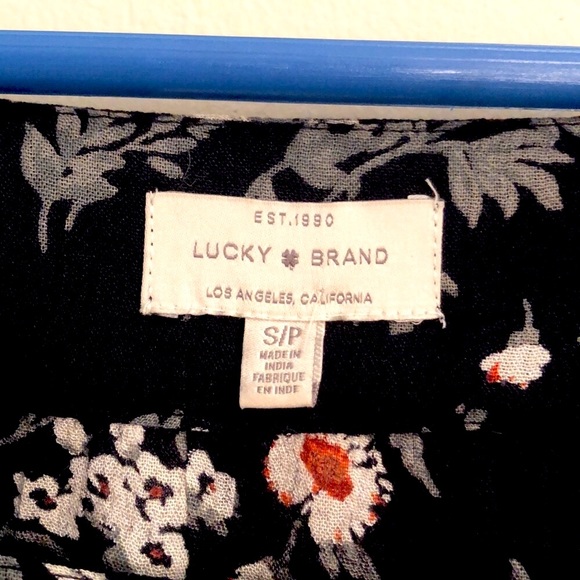 EST.1990
LUCKY BRAND
LOS ANGELES, CALIFORNIA
S/P
MADE IN
INDIA
FABRIQUE
EN INDE